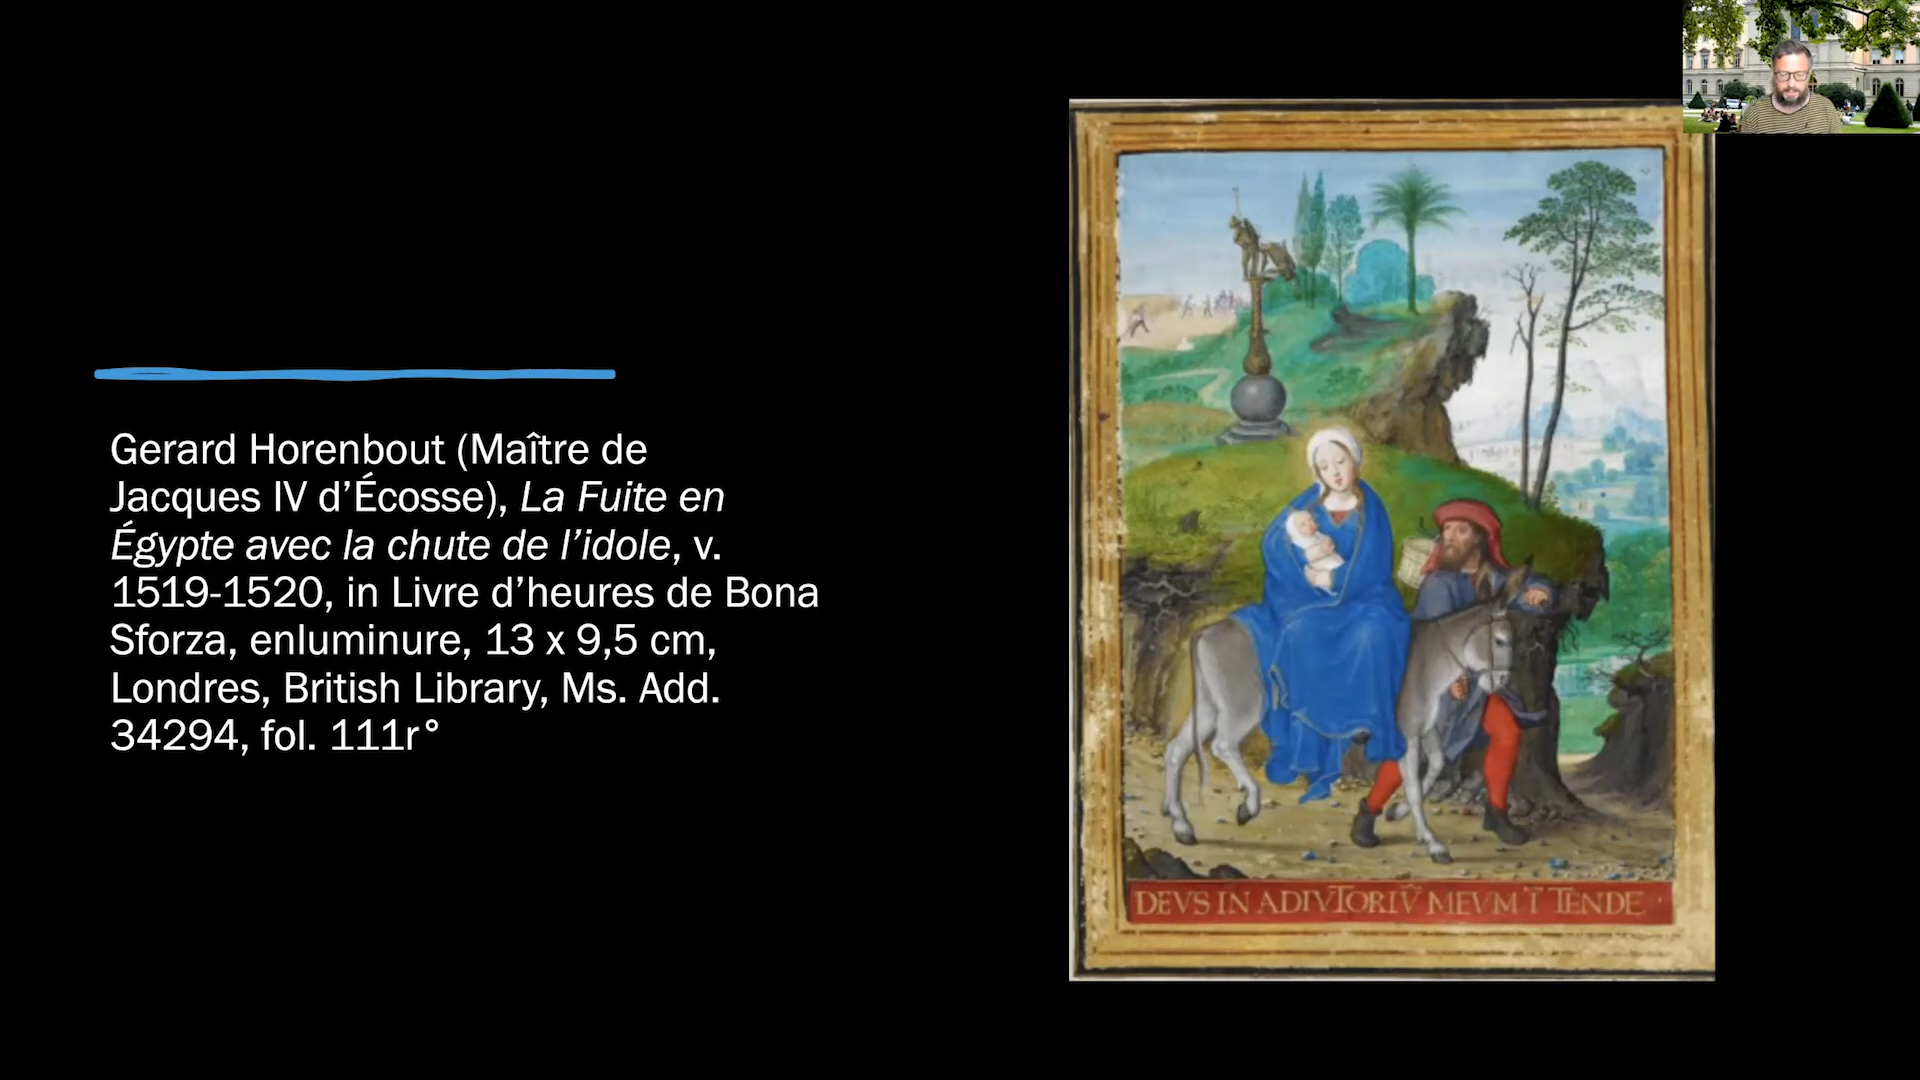 Gerard Horenbout (Maître de
Jacques IV d’Écosse), La Fuite en
Égypte avec la chute de l’idole, v.
1519-1520, in Livre d’heures de Bona
Sforza, enluminure, 13 x 9,5 cm,
Londres, British Library, Ms. Add.
34294, fol. 111r°
DEVS IN ADIVTORIV̄ MEVM Ī TENDE